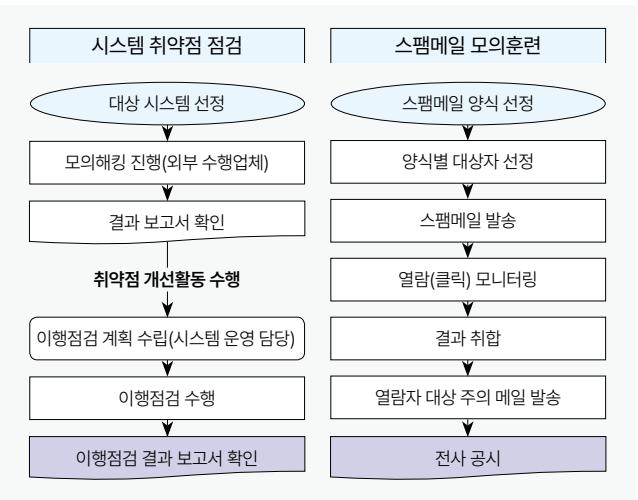 시스템 취약점 점검
대상 시스템 선정
모의해킹 진행(외부 수행업체)
결과 보고서 확인
취약점 개선활동 수행
이행점검 계획 수립(시스템 운영 담당)
이행점검 수행
이행점검 결과 보고서 확인
스팸메일 모의훈련
스팸메일 양식 선정
양식별 대상자 선정
스팸메일 발송
열람(클릭) 모니터링
결과 취합
열람자 대상 주의 메일 발송
전사 공시